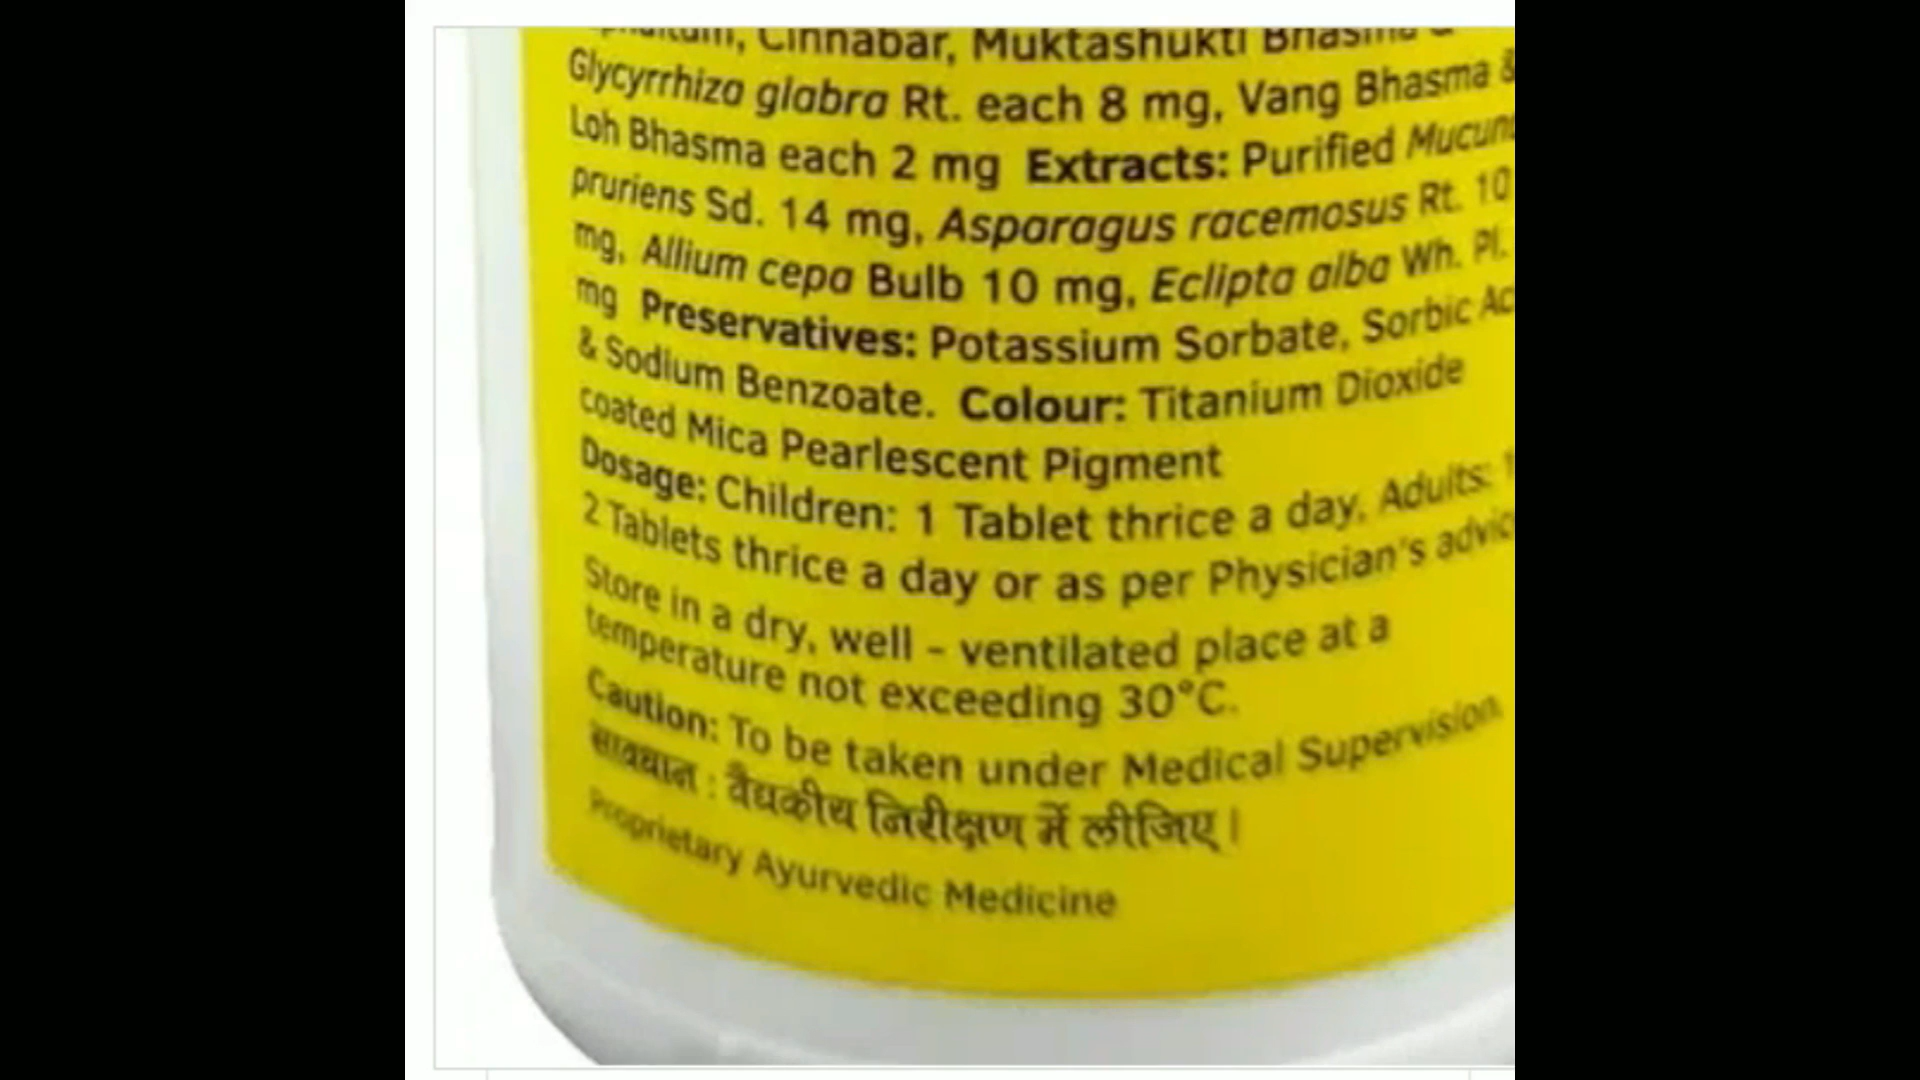 Cinnabar, Muktashukti Bhasma &
Glycyrrhiza glabra Rt. each 8 mg, Vang Bhasma &
Loh Bhasma each 2 mg Extracts: Purified
pruriens Sd. 14 mg, Asparagus racemosus Rt. 10
mg, Allium cepa Bulb 10 mg, Eclipta alba Wh. Pl.
mg Preservatives: Potassium Sorbate, Sorbic
& Sodium Benzoate. Colour: Titanium Dioxide
coated Mica Pearlescent Pigment
Dosage: Children: 1 Tablet thrice a day, Adults:
2 Tablets thrice a day or as per Physician's
Store in a dry, well - ventilated place at a
temperature not exceeding 30°C.
Caution: To be taken under Medical Supervision.
सावधान : वैद्यकीय निरीक्षण में लीजिए।
Proprietary Ayurvedic Medicine